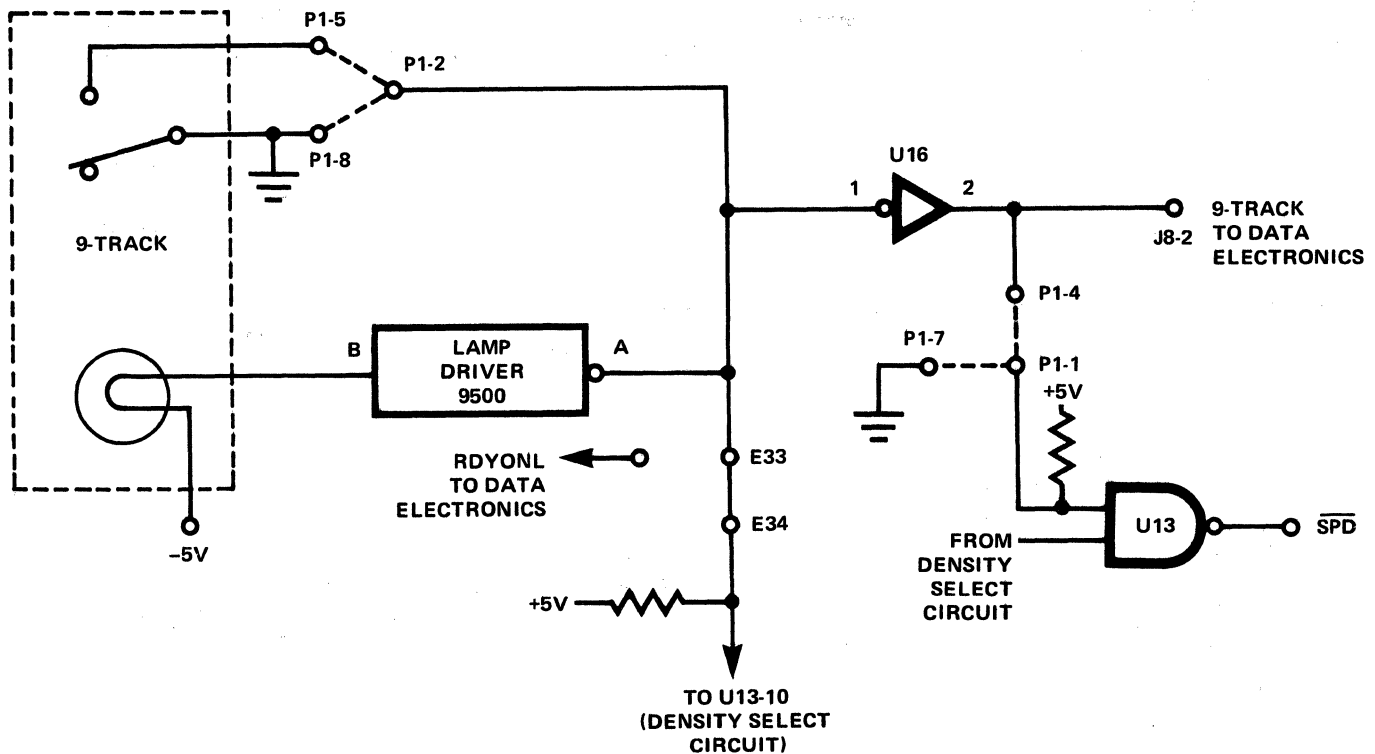 P1-5
P1-2
P1-8
9-TRACK
U16
1
2
J8-2
9-TRACK
TO DATA
ELECTRONICS
P1-4
P1-7
P1-1
+5V
B
LAMP
DRIVER
9500
A
RDYONL
TO DATA
ELECTRONICS
E33
E34
-5V
+5V
FROM
DENSITY
SELECT
CIRCUIT
U13
SPD
TO U13-10
(DENSITY SELECT
CIRCUIT)